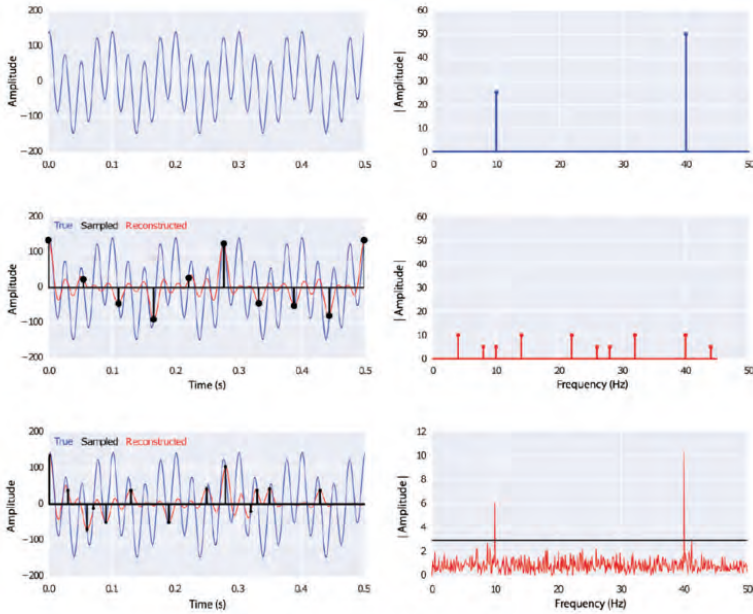 Amplitude
200
100
0
−100
−200
0.0 0.1 0.2 0.3 0.4 0.5
| Amplitude |
60
50
40
30
20
10
0
0 10 20 30 40 50
Amplitude
200
100
0
−100
−200
True Sampled Reconstructed
0.0 0.1 0.2 0.3 0.4 0.5
Time (s)
| Amplitude |
60
50
40
30
20
10
0
0 10 20 30 40 50
Frequency (Hz)
Amplitude
200
100
0
−100
200
True Sampled Reconstructed
0.0 0.1 0.2 0.3 0.4 0.5
Time (s)
| Amplitude |
12
10
8
6
4
2
0
0 10 20 30 40 50
Frequency (Hz)